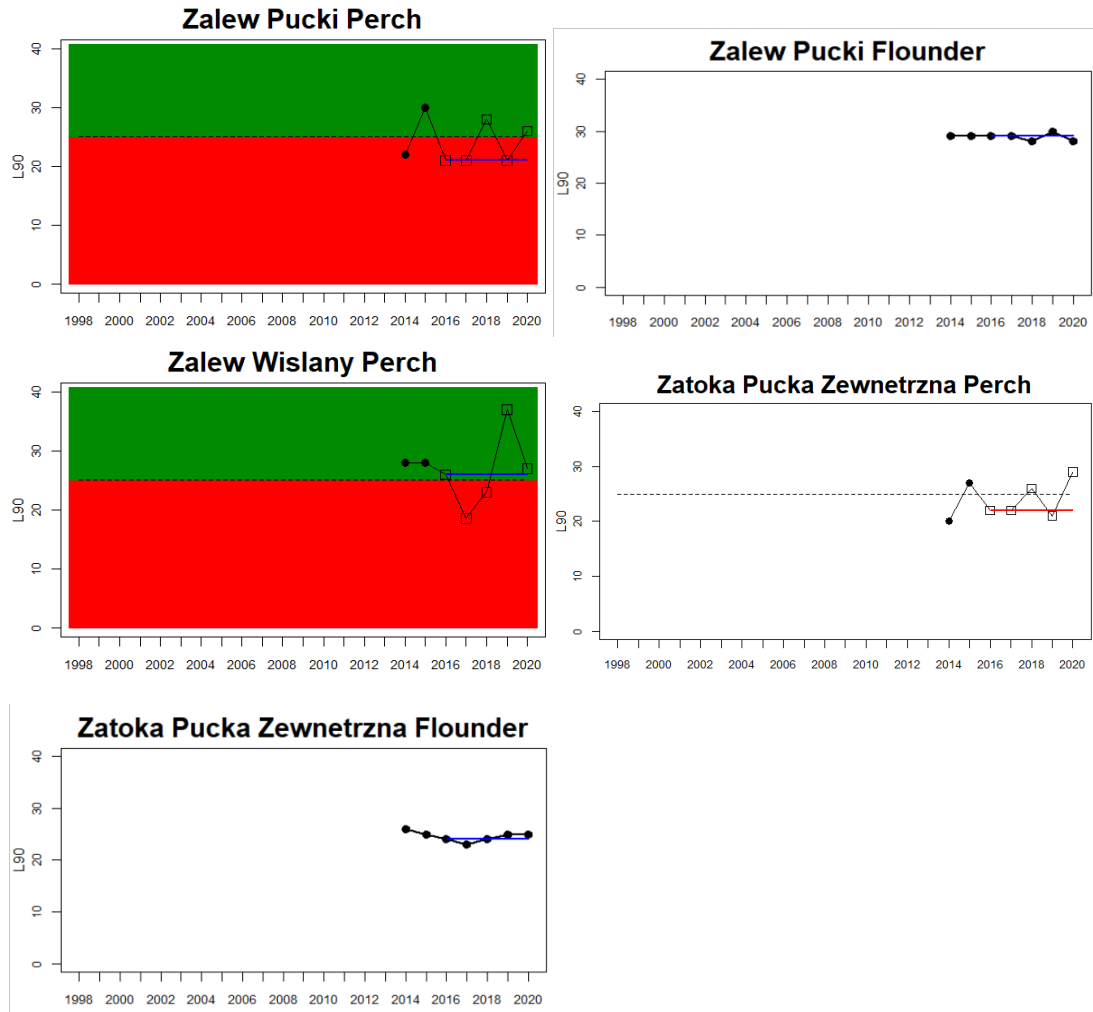 Zalew Pucki Perch
40
30
20
10
0
L90
1998 2000 2002 2004 2006 2008 2010 2012 2014 2016 2018 2020
Zalew Pucki Flounder
40
30
20
10
0
L90
1998 2000 2002 2004 2006 2008 2010 2012 2014 2016 2018 2020
Zalew Wislany Perch
40
30
20
10
0
L90
1998 2000 2002 2004 2006 2008 2010 2012 2014 2016 2018 2020
Zatoka Pucka Zewnetrzna Perch
40
30
20
10
0
L90
1998 2000 2002 2004 2006 2008 2010 2012 2014 2016 2018 2020
Zatoka Pucka Zewnetrzna Flounder
40
30
20
10
0
L90
1998 2000 2002 2004 2006 2008 2010 2012 2014 2016 2018 2020